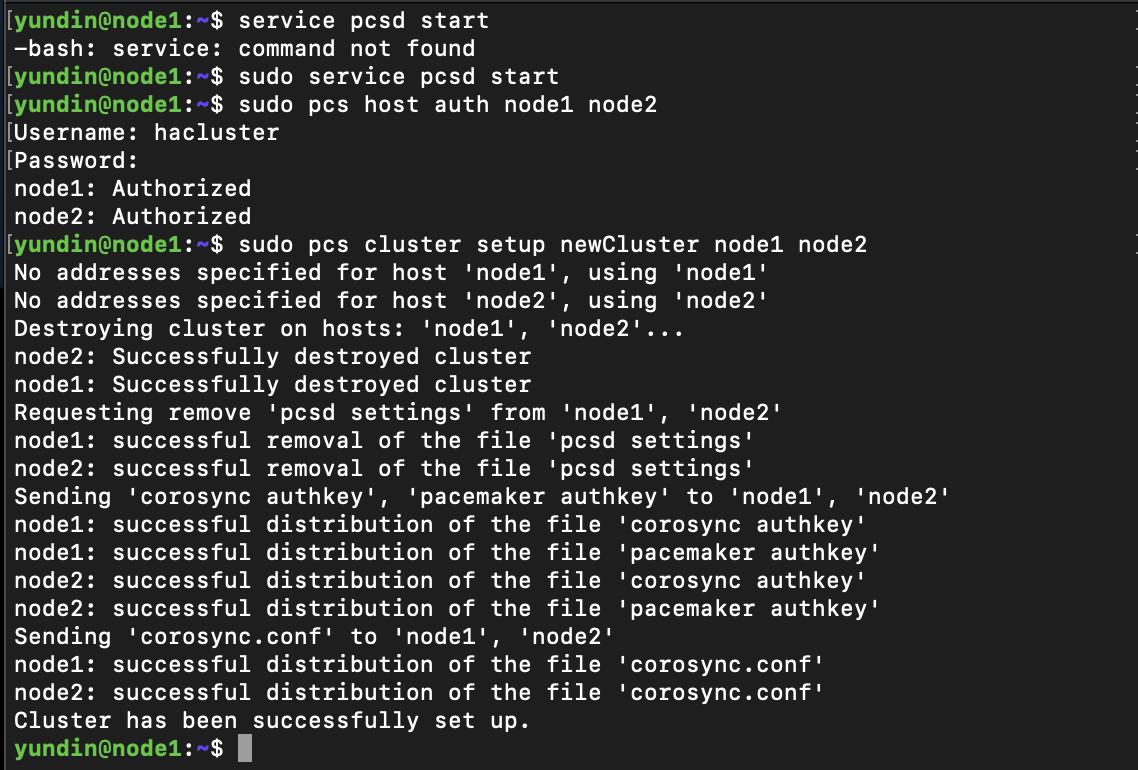 [yundin@node1:~$ service pcsd start
-bash: service: command not found
[yundin@node1:~$ sudo service pcsd start
[yundin@node1:~$ sudo pcs host auth node1 node2
[Username: hacluster
[Password:
node1: Authorized
node2: Authorized
[yundin@node1:~$ sudo pcs cluster setup newCluster node1 node2
No addresses specified for host 'node1', using 'node1'
No addresses specified for host 'node2', using 'node2'
Destroying cluster on hosts: 'node1', 'node2'...
node2: Successfully destroyed cluster
node1: Successfully destroyed cluster
Requesting remove 'pcsd settings' from 'node1', 'node2'
node1: successful removal of the file 'pcsd settings'
node2: successful removal of the file 'pcsd settings'
Sending 'corosync authkey', 'pacemaker authkey' to 'node1', 'node2'
node1: successful distribution of the file 'corosync authkey'
node1: successful distribution of the file 'pacemaker authkey'
node2: successful distribution of the file 'corosync authkey'
node2: successful distribution of the file 'pacemaker authkey'
Sending 'corosync.conf' to 'node1', 'node2'
node1: successful distribution of the file 'corosync.conf'
node2: successful distribution of the file 'corosync.conf'
Cluster has been successfully set up.
yundin@node1:~$